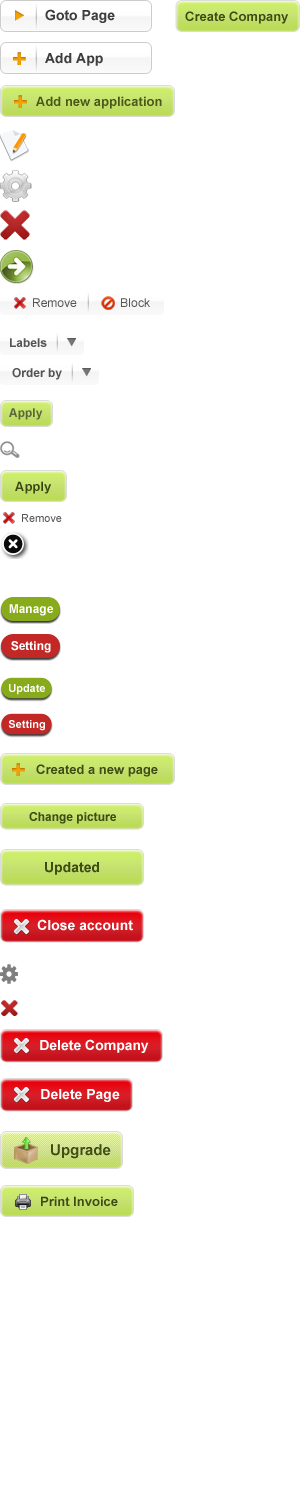 Goto Page
Create Company
Add App
Add new application
Remove
Block
Labels
Order by
Apply
Apply
Remove
Manage
Setting
Update
Setting
Created a new page
Change picture
Updated
Close account
Delete Company
Delete Page
Upgrade
Print Invoice